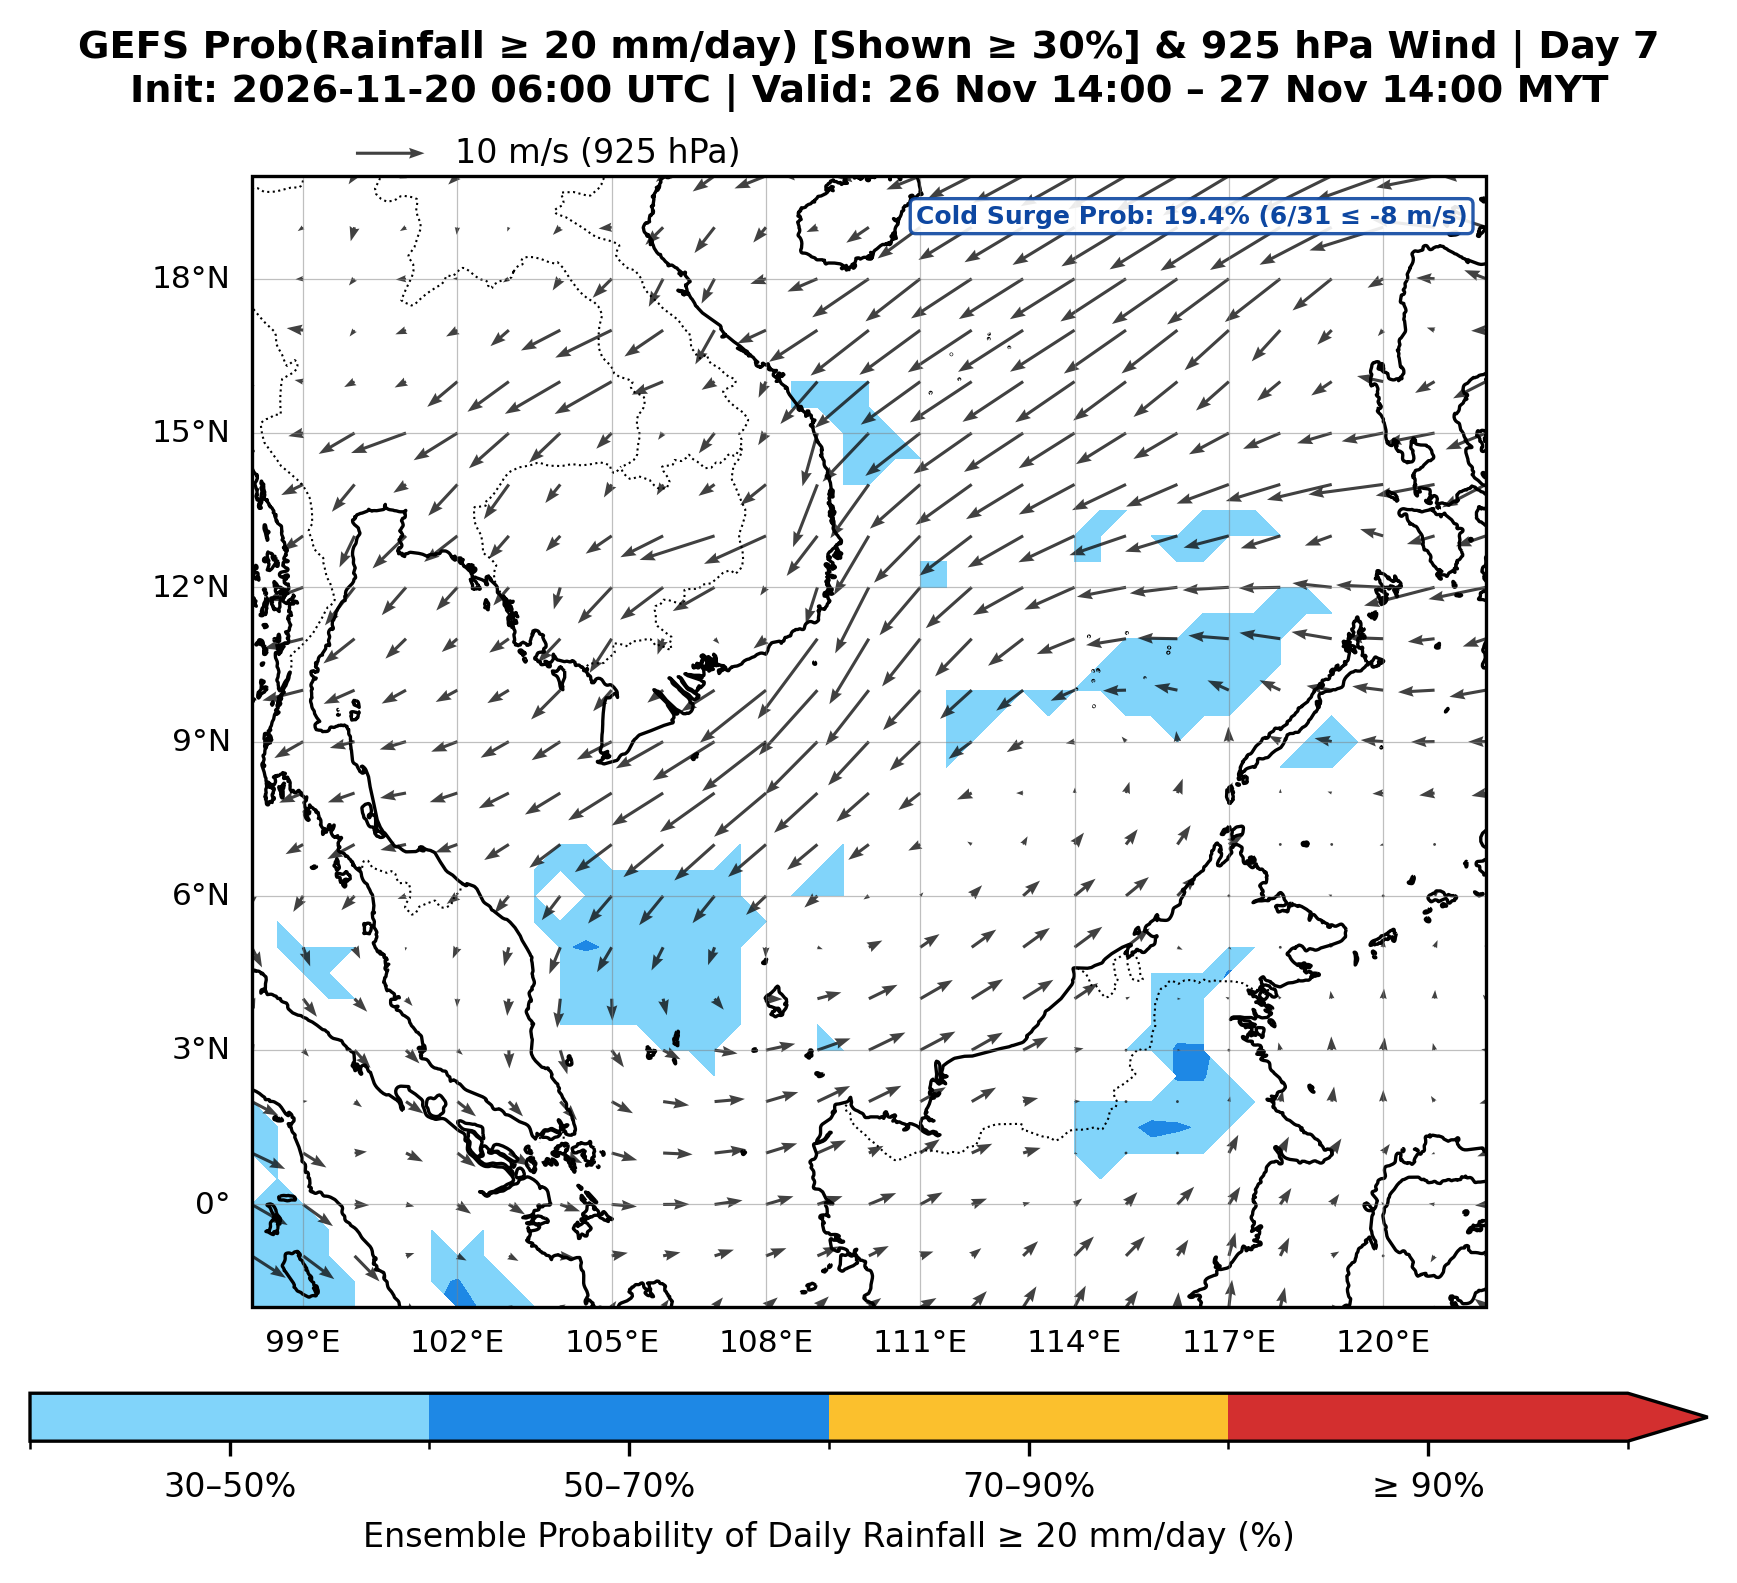 GEFS Prob(Rainfall ≥ 20 mm/day) [Shown ≥ 30%] & 925 hPa Wind | Day 7
Init: 2026-11-20 06:00 UTC | Valid: 26 Nov 14:00 – 27 Nov 14:00 MYT
10 m/s (925 hPa)
Cold Surge Prob: 19.4% (6/31 ≤ -8 m/s)
18°N
15°N
12°N
9°N
6°N
3°N
0°
99°E 102°E 105°E 108°E 111°E 114°E 117°E 120°E
30–50% 50–70% 70–90% ≥ 90%
Ensemble Probability of Daily Rainfall ≥ 20 mm/day (%)